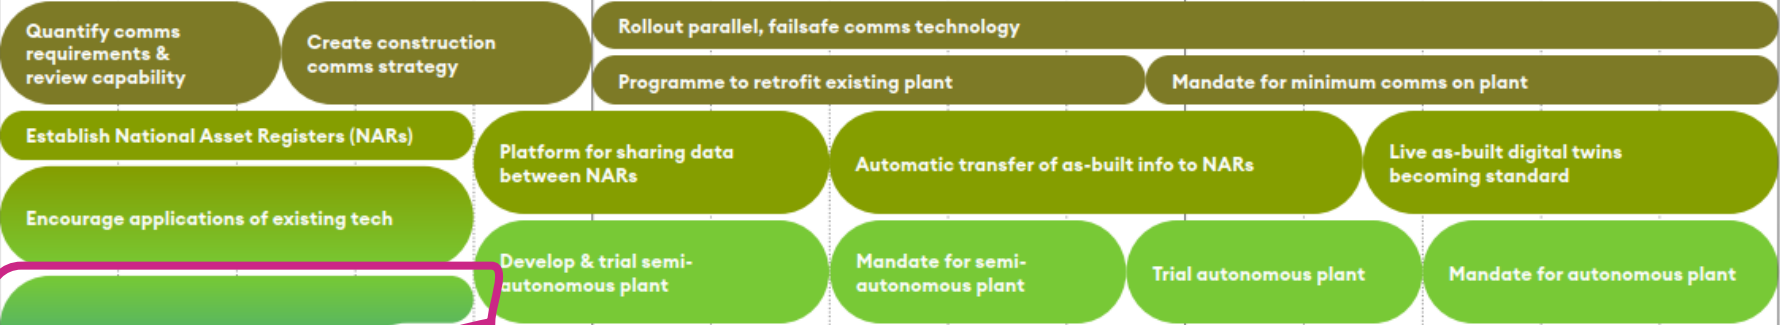 Quantify comms
requirements &
review capability
Create construction
comms strategy
Rollout parallel, failsafe comms technology
Programme to retrofit existing plant
Mandate for minimum comms on plant
Establish National Asset Registers (NARs)
Platform for sharing data
between NARs
Automatic transfer of as-built info to NARs
Live as-built digital twins
becoming standard
Encourage applications of existing tech
Develop & trial semi-
autonomous plant
Mandate for semi-
autonomous plant
Trial autonomous plant
Mandate for autonomous plant